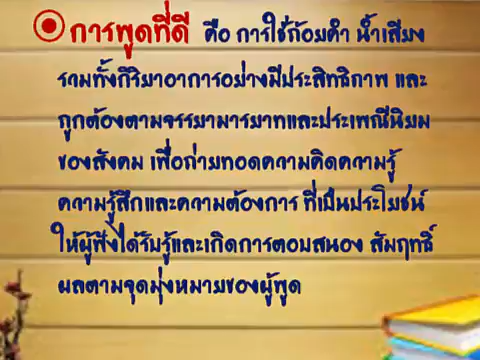 การพูดที่ดี คือ การใช้ถ้อยคำ น้ำเสียง
รวมทั้งกิริยาอาการอย่างมีประสิทธิภาพ และ
ถูกต้องตามจรรยามารยาทและประเพณีนิยม
ของสังคม เพื่อถ่ายทอดความคิดความรู้
ความรู้สึกและความต้องการ ที่เป็นประโยชน์
ให้ผู้ฟังได้รับรู้และเกิดการตอบสนอง สัมฤทธิ์
ผลตามจุดมุ่งหมายของผู้พูด